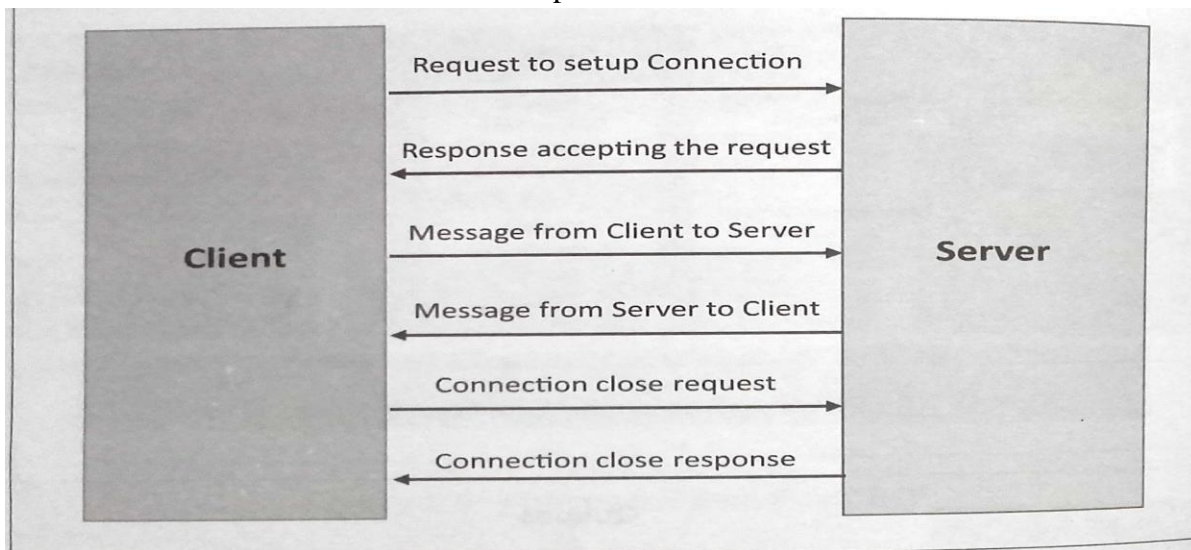 Request to setup Connection
Response accepting the request
Message from Client to Server
Client
Server
Message from Server to Client
Connection close request
Connection close response